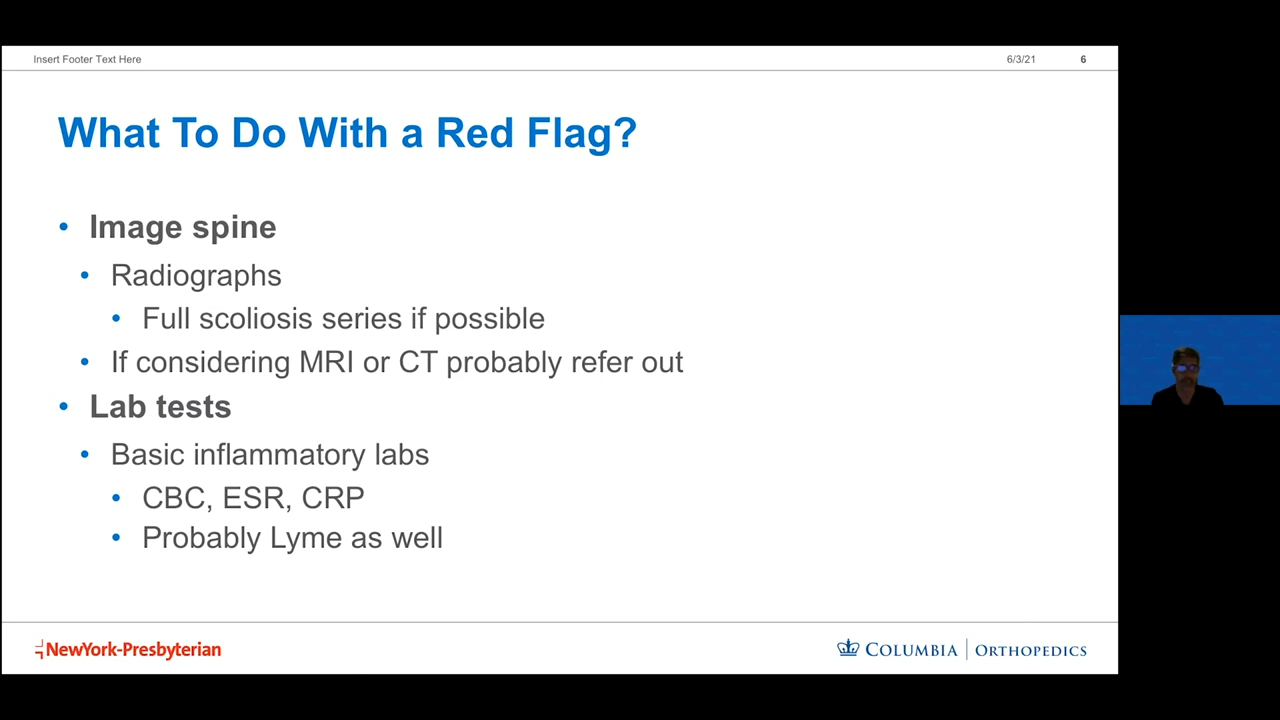 Insert Footer Text Here 6/3/21 6
What To Do With a Red Flag?
• Image spine
• Radiographs
• Full scoliosis series if possible
• If considering MRI or CT probably refer out
• Lab tests
• Basic inflammatory labs
• CBC, ESR, CRP
• Probably Lyme as well
NewYork-Presbyterian
COLUMBIA | ORTHOPEDICS